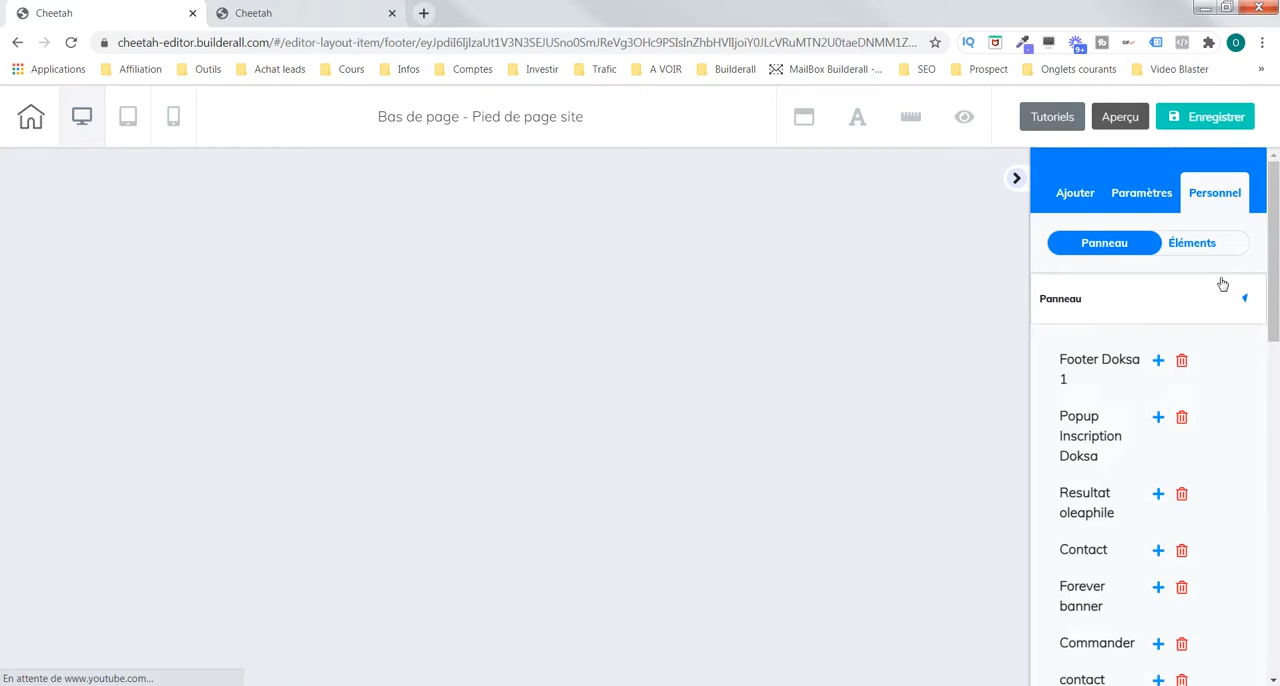 Cheetah
Cheetah
cheetah-editor.builderall.com/#/editor-layout-item/footer/
Applications Affiliation Outils Achat leads Cours Infos Comptes Investir Trafic A VOIR Builderall MailBox Builderall -... SEO Prospect Onglets courants Video Blaster »
Bas de page - Pied de page site
Tutoriels Aperçu Enregistrer
Ajouter Paramètres Personnel
Panneau Éléments
Panneau
Footer Doksa
1
Popup
Inscription
Doksa
Resultat
oleaphile
Contact
Forever
banner
Commander
contact
En attente de www.youtube.com...